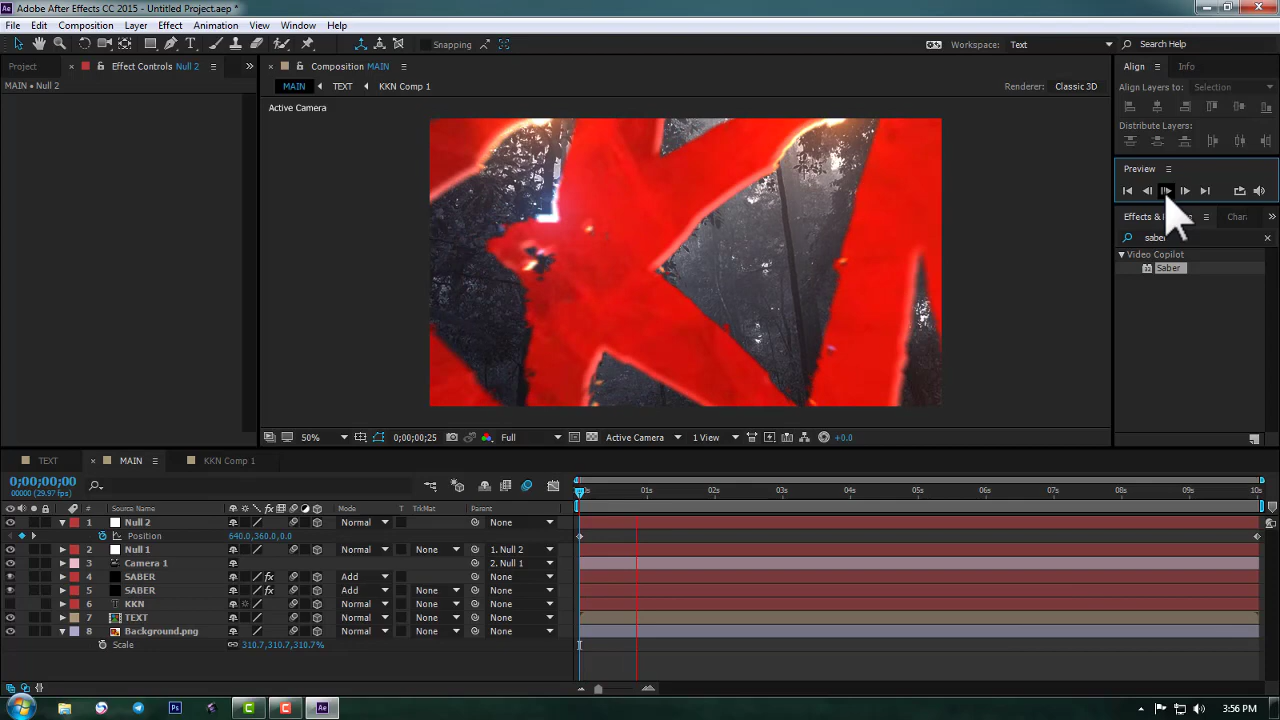 Adobe After Effects CC 2015 - Untitled Project.aep *
File Edit Composition Layer Effect Animation View Window Help
Snapping
Workspace: Text
Search Help
Project
Effect Controls Null 2
Composition MAIN
Align
Info
MAIN • Null 2
MAIN TEXT KKN Comp 1
Renderer: Classic 3D
Align Layers to: Selection
Active Camera
Distribute Layers:
Preview
Effects &
Char
saber
Video Copilot
Saber
50%
0;00;00;25
Full
Active Camera
1 View
+0.0
TEXT
MAIN
KKN Comp 1
0;00;00;00
00000 (29.97 fps)
01s 02s 03s 04s 05s 06s 07s 08s 09s 10s
# Source Name Mode T TrkMat Parent
1 Null 2 Normal None
Position 640.0,360.0,0.0
2 Null 1 Normal None 1. Null 2
3 Camera 1 2. Null 1
4 SABER Add None
5 SABER Add None None
6 T KKN Normal None None
7 TEXT Normal None None
8 Background.png Normal None None
Scale 310.7,310.7,310.7%
Ps
Ae
3:56 PM